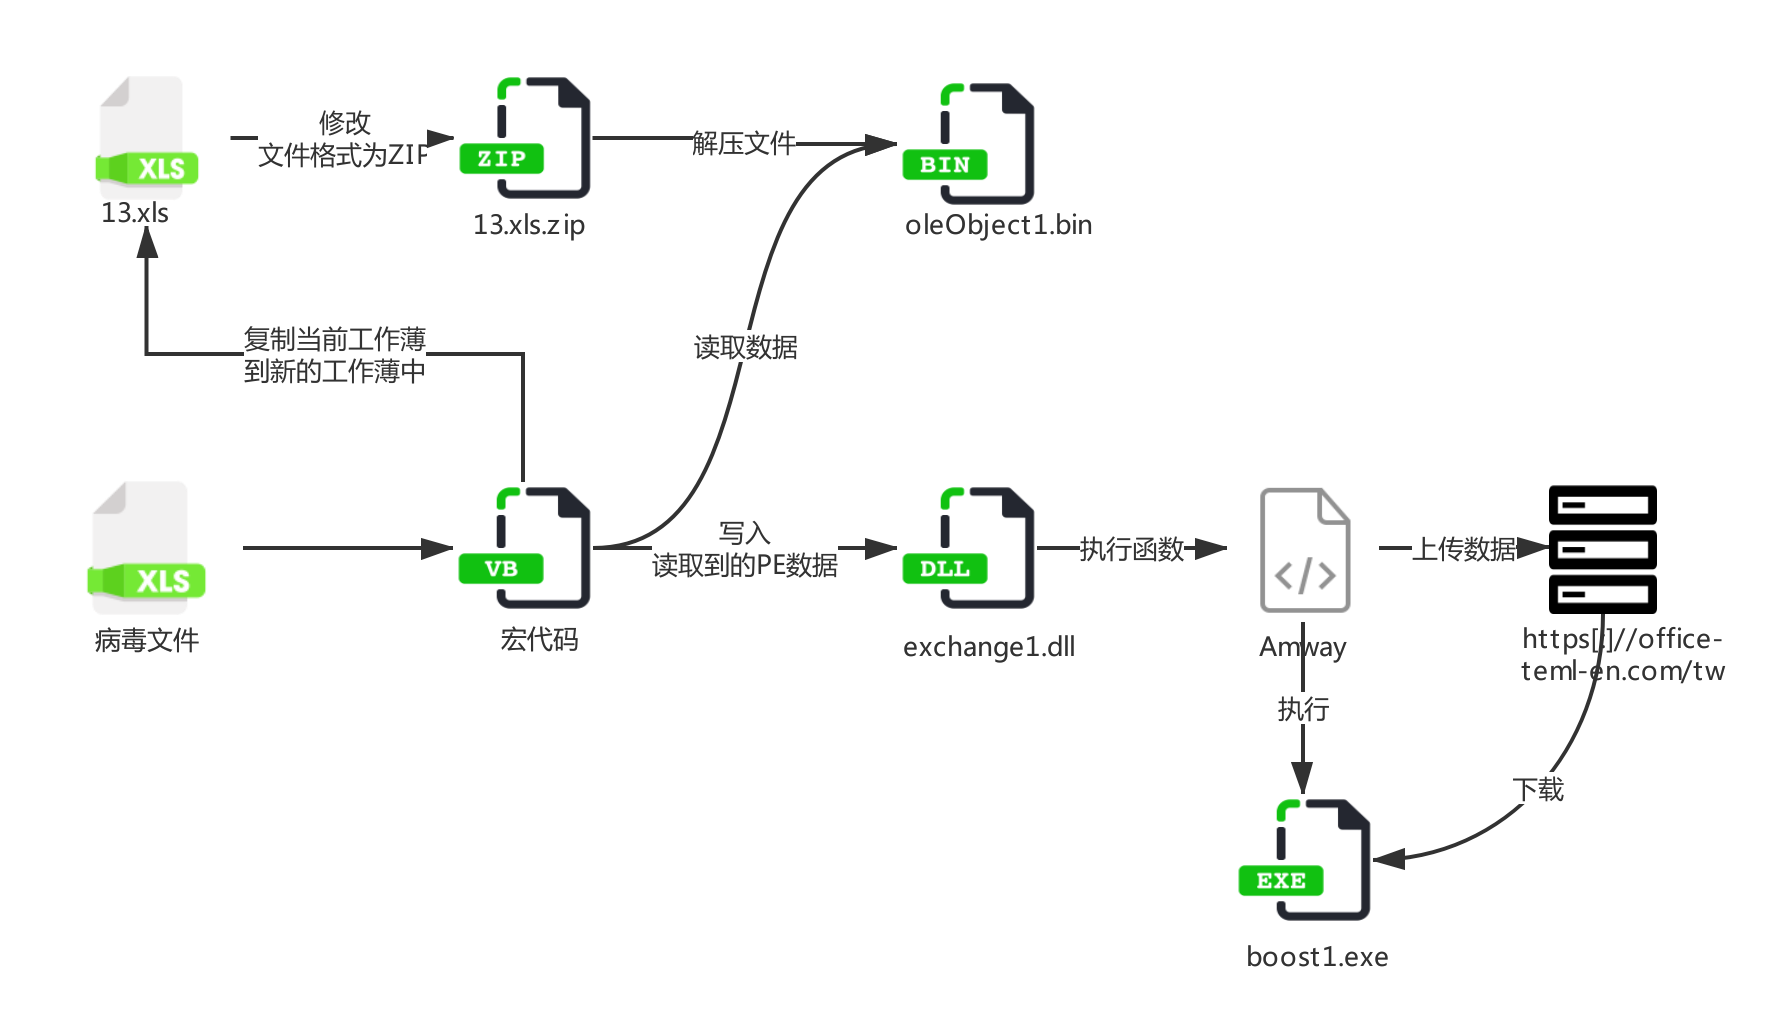 修改
文件格式为ZIP
解压文件
XLS
ZIP
BIN
13.xls
13.xls.zip
oleObject1.bin
复制当前工作薄
到新的工作薄中
读取数据
写入
读取到的PE数据
执行函数
上传数据
XLS
VB
DLL
病毒文件
宏代码
exchange1.dll
Amway
https[:]//office-
teml-en.com/tw
执行
下载
EXE
boost1.exe